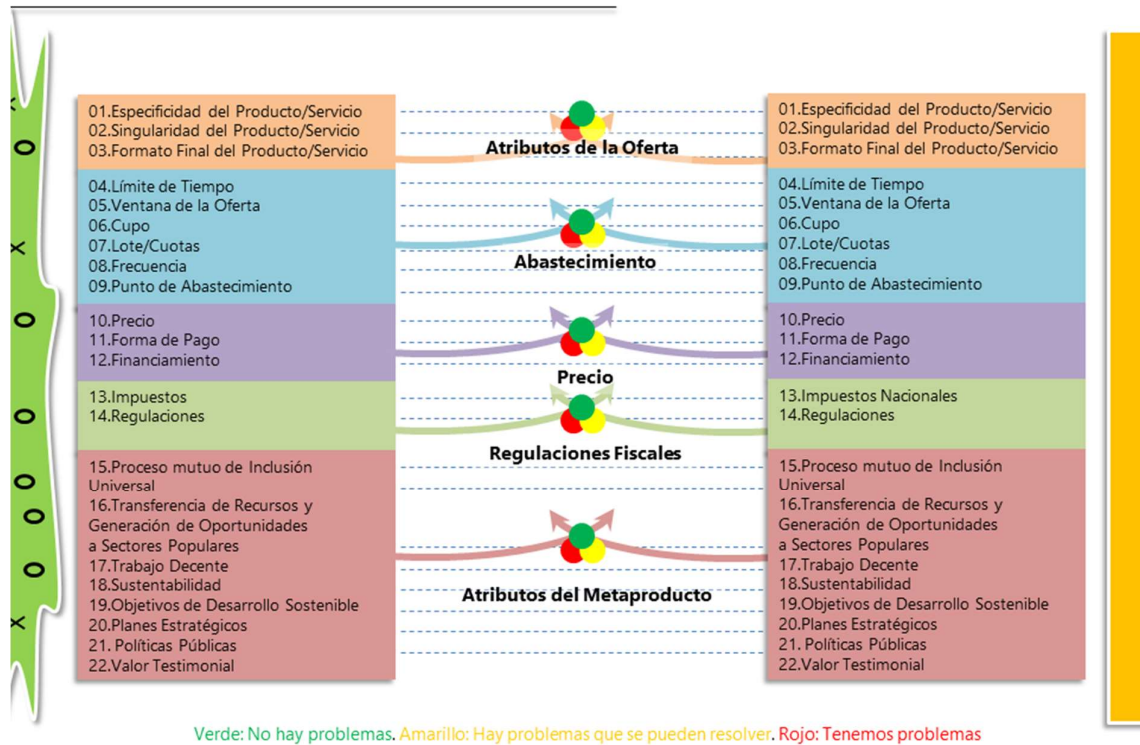 01.Especificidad del Producto/Servicio
02.Singularidad del Producto/Servicio
03.Formato Final del Producto/Servicio
04.Límite de Tiempo
05.Ventana de la Oferta
06.Cupo
07.Lote/Cuotas
08.Frecuencia
09.Punto de Abastecimiento
10.Precio
11.Forma de Pago
12.Financiamiento
13.Impuestos
14.Regulaciones
15.Proceso mutuo de Inclusión
Universal
16.Transferencia de Recursos y
Generación de Oportunidades
a Sectores Populares
17.Trabajo Decente
18.Sustentabilidad
19.Objetivos de Desarrollo Sostenible
20.Planes Estratégicos
21. Políticas Públicas
22.Valor Testimonial
Atributos de la Oferta
Abastecimiento
Precio
Regulaciones Fiscales
Atributos del Metaproducto
01.Especificidad del Producto/Servicio
02.Singularidad del Producto/Servicio
03.Formato Final del Producto/Servicio
04.Límite de Tiempo
05.Ventana de la Oferta
06.Cupo
07.Lote/Cuotas
08.Frecuencia
09.Punto de Abastecimiento
10.Precio
11.Forma de Pago
12.Financiamiento
13.Impuestos Nacionales
14.Regulaciones
15.Proceso mutuo de Inclusión
Universal
16.Transferencia de Recursos y
Generación de Oportunidades
a Sectores Populares
17.Trabajo Decente
18.Sustentabilidad
19.Objetivos de Desarrollo Sostenible
20.Planes Estratégicos
21. Políticas Públicas
22.Valor Testimonial
Verde: No hay problemas. Amarillo: Hay problemas que se pueden resolver. Rojo: Tenemos problemas